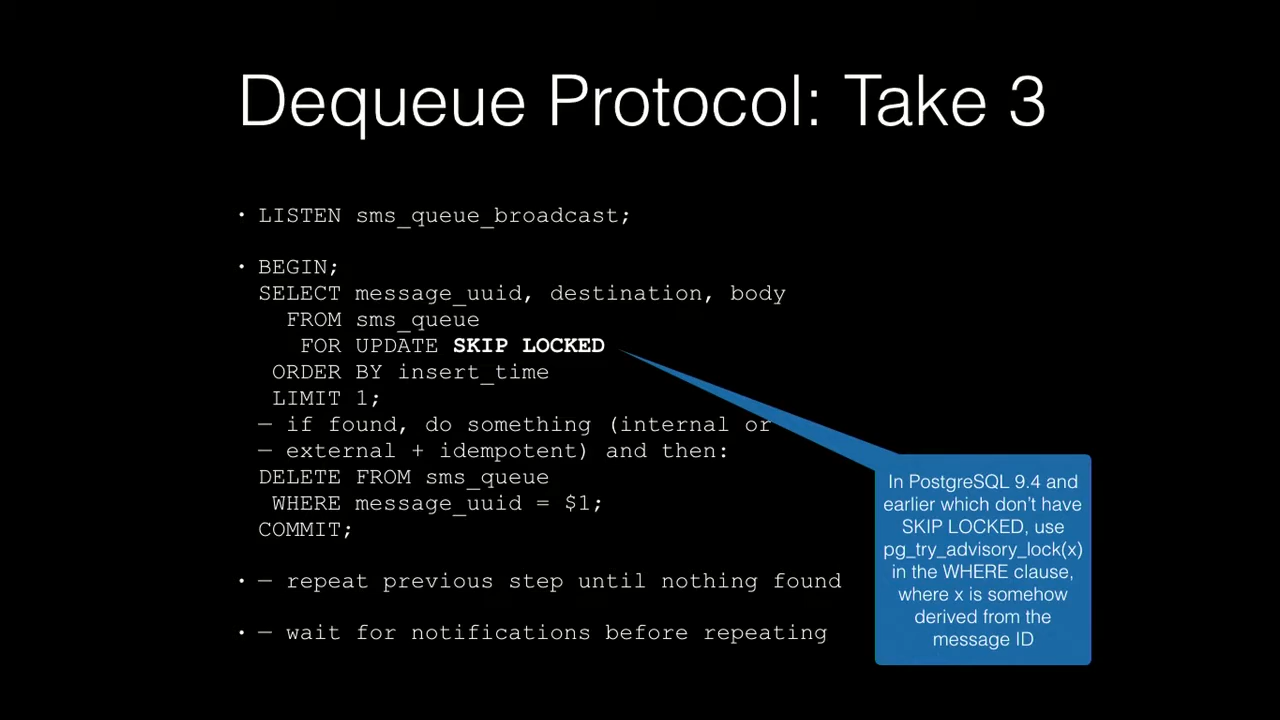 Dequeue Protocol: Take 3
• LISTEN sms_queue_broadcast;
• BEGIN;
SELECT message_uuid, destination, body
FROM sms_queue
FOR UPDATE SKIP LOCKED
ORDER BY insert_time
LIMIT 1;
— if found, do something (internal or
— external + idempotent) and then:
DELETE FROM sms_queue
WHERE message_uuid = $1;
COMMIT;
• — repeat previous step until nothing found
• — wait for notifications before repeating
In PostgreSQL 9.4 and
earlier which don’t have
SKIP LOCKED, use
pg_try_advisory_lock(x)
in the WHERE clause,
where x is somehow
derived from the
message ID